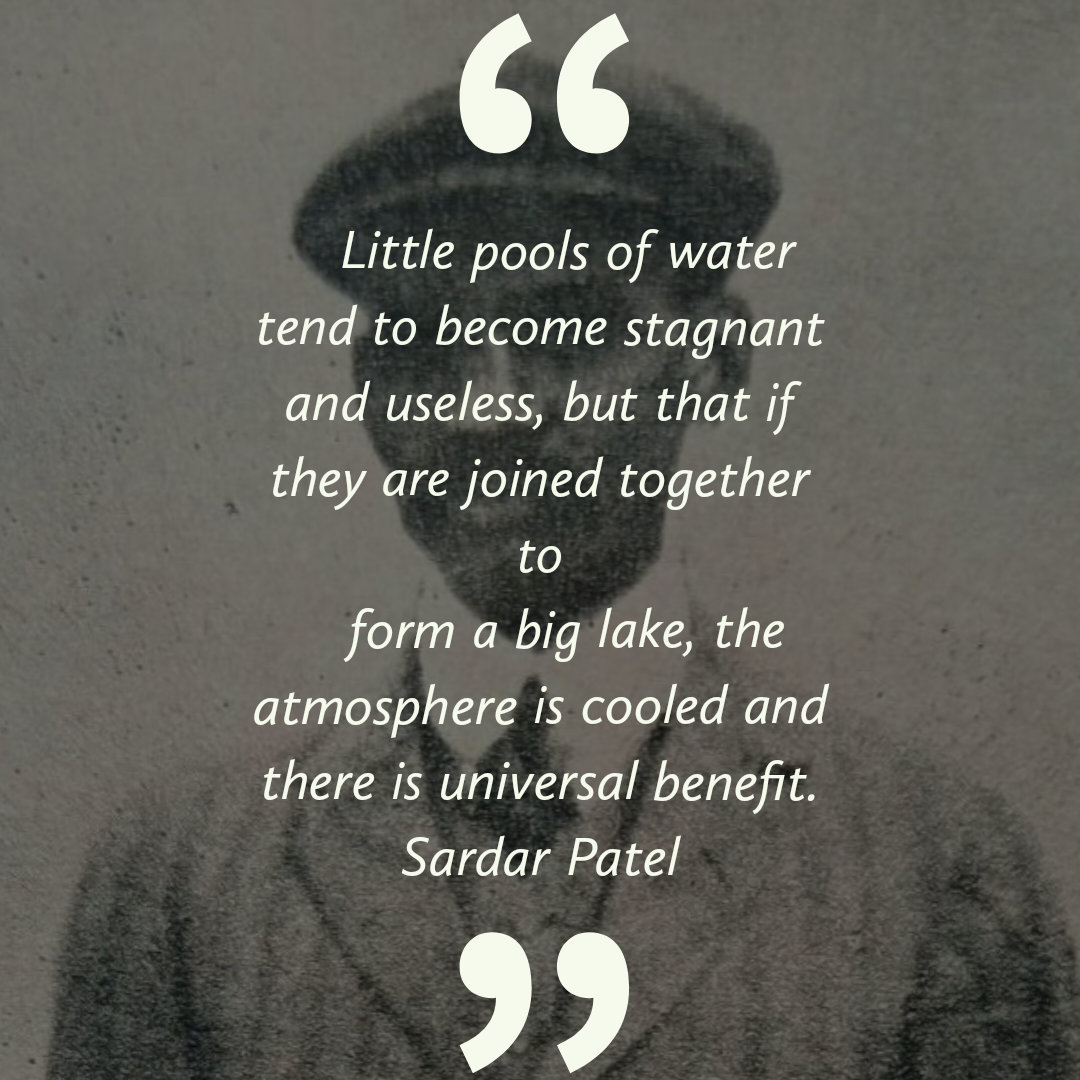 “
Little pools of water
tend to become stagnant
and useless, but that if
they are joined together
to
form a big lake, the
atmosphere is cooled and
there is universal benefit.
Sardar Patel
”